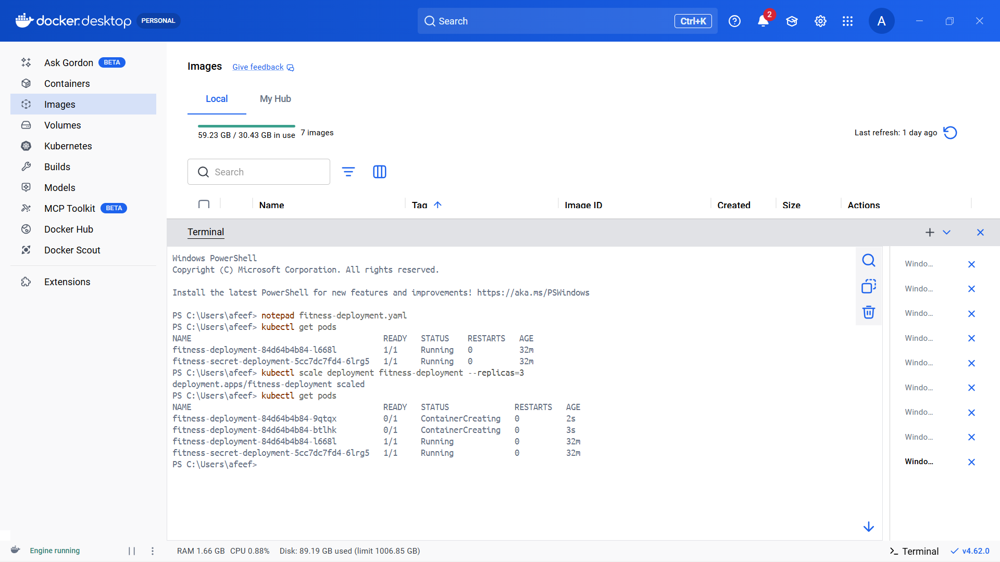 docker.desktop PERSONAL
Search Ctrl+K
2
A
Ask Gordon BETA
Containers
Images
Volumes
Kubernetes
Builds
Models
MCP Toolkit BETA
Docker Hub
Docker Scout
Extensions
Images Give feedback
Local My Hub
59.23 GB / 30.43 GB in use 7 images
Last refresh: 1 day ago
Search
Name Tag Image ID Created Size Actions
Terminal
Windows PowerShell
Copyright (C) Microsoft Corporation. All rights reserved.
Install the latest PowerShell for new features and improvements! https://aka.ms/PSWindows
PS C:\Users\afeef> notepad fitness-deployment.yaml
PS C:\Users\afeef> kubectl get pods
NAME READY STATUS RESTARTS AGE
fitness-deployment-84d64b4b84-l668l 1/1 Running 0 32m
fitness-secret-deployment-5cc7dc7fd4-6lrg5 1/1 Running 0 32m
PS C:\Users\afeef> kubectl scale deployment fitness-deployment --replicas=3
deployment.apps/fitness-deployment scaled
PS C:\Users\afeef> kubectl get pods
NAME READY STATUS RESTARTS AGE
fitness-deployment-84d64b4b84-9qtqx 0/1 ContainerCreating 0 2s
fitness-deployment-84d64b4b84-btlhk 0/1 ContainerCreating 0 3s
fitness-deployment-84d64b4b84-l668l 1/1 Running 0 32m
fitness-secret-deployment-5cc7dc7fd4-6lrg5 1/1 Running 0 32m
PS C:\Users\afeef>
Windo...
Windo...
Windo...
Windo...
Windo...
Windo...
Windo...
Windo...
Windo...
Engine running
RAM 1.66 GB CPU 0.88% Disk: 89.19 GB used (limit 1006.85 GB)
>_ Terminal
v4.62.0